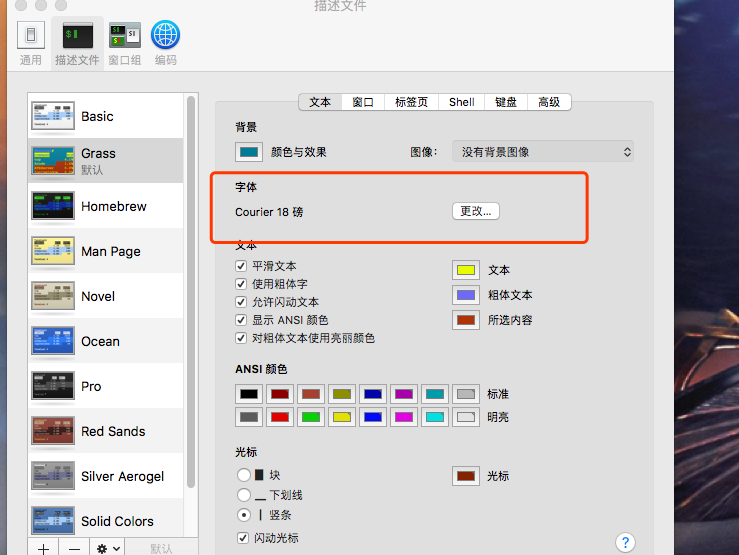 描述文件
通用 描述文件 窗口组 编码
文本 窗口 标签页 Shell 键盘 高级
Basic
Grass
默认
Homebrew
Man Page
Novel
Ocean
Pro
Red Sands
Silver Aerogel
Solid Colors
默认
背景
颜色与效果 图像： 没有背景图像
字体
Courier 18 磅 更改...
文本
平滑文本 文本
使用粗体字 粗体文本
允许闪动文本 所选内容
显示 ANSI 颜色
对粗体文本使用亮丽颜色
ANSI 颜色
标准
明亮
光标
块 光标
下划线
竖条
闪动光标
?